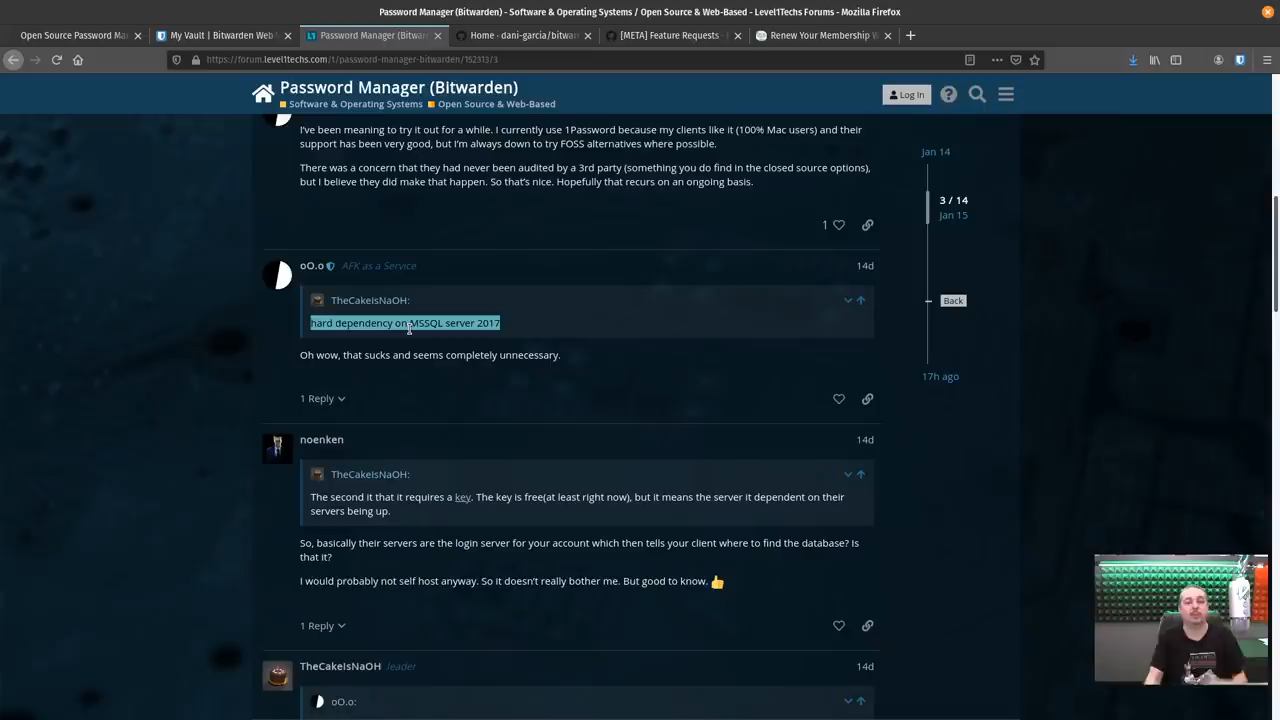 Password Manager (Bitwarden) - Software & Operating Systems / Open Source & Web-Based - Level1Techs Forums - Mozilla Firefox
Open Source Password Ma
My Vault | Bitwarden Web
Password Manager (Bitwar
Home · dani-garcia/bitwa
[META] Feature Requests ·
Renew Your Membership
https://forum.level1techs.com/t/password-manager-bitwarden/152313/3
Password Manager (Bitwarden)
Software & Operating Systems Open Source & Web-Based
Log In
I've been meaning to try it out for a while. I currently use 1Password because my clients like it (100% Mac users) and their
support has been very good, but I'm always down to try FOSS alternatives where possible.
There was a concern that they had never been audited by a 3rd party (something you do find in the closed source options),
but I believe they did make that happen. So that's nice. Hopefully that recurs on an ongoing basis.
1
Jan 14
3 / 14
Jan 15
Back
17h ago
oO.o AFK as a Service 14d
TheCakeIsNaOH:
hard dependency on MSSQL server 2017
Oh wow, that sucks and seems completely unnecessary.
1 Reply
noenken 14d
TheCakeIsNaOH:
The second it that it requires a key. The key is free(at least right now), but it means the server it dependent on their
servers being up.
So, basically their servers are the login server for your account which then tells your client where to find the database? Is
that it?
I would probably not self host anyway. So it doesn't really bother me. But good to know.
1 Reply
TheCakeIsNaOH leader 14d
oO.o: